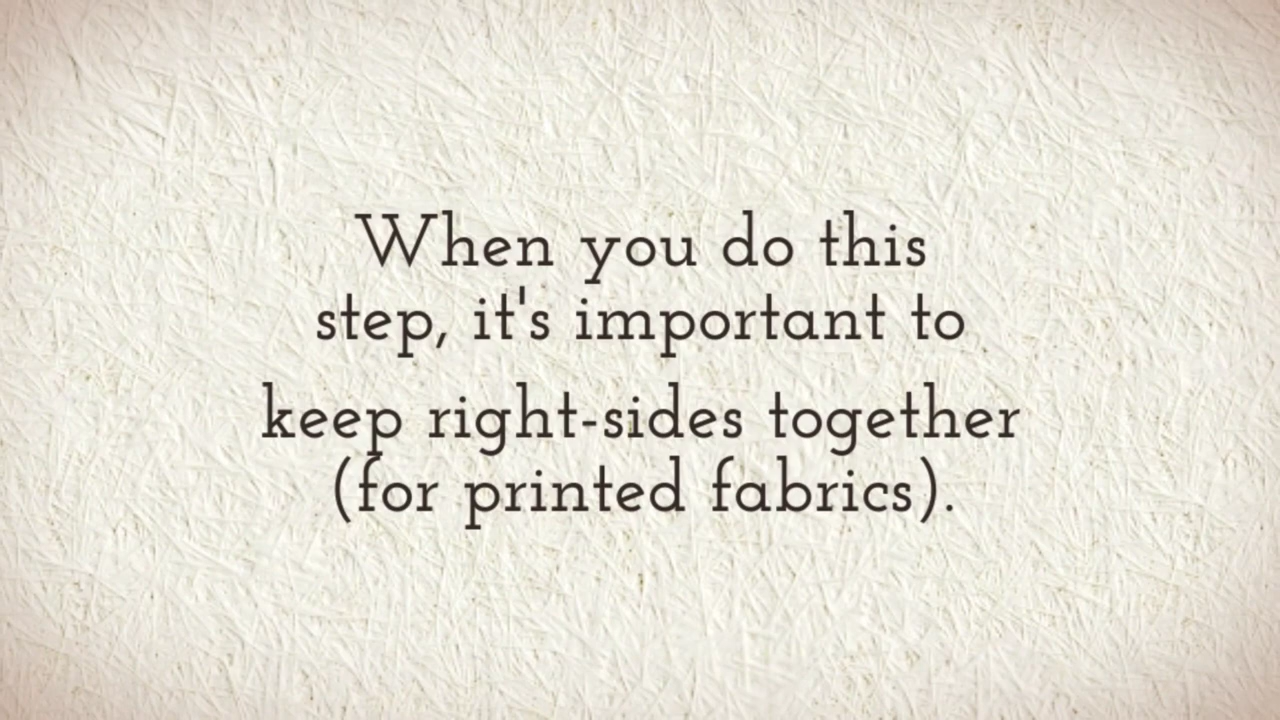 When you do this
step, it's important to
keep right-sides together
(for printed fabrics).